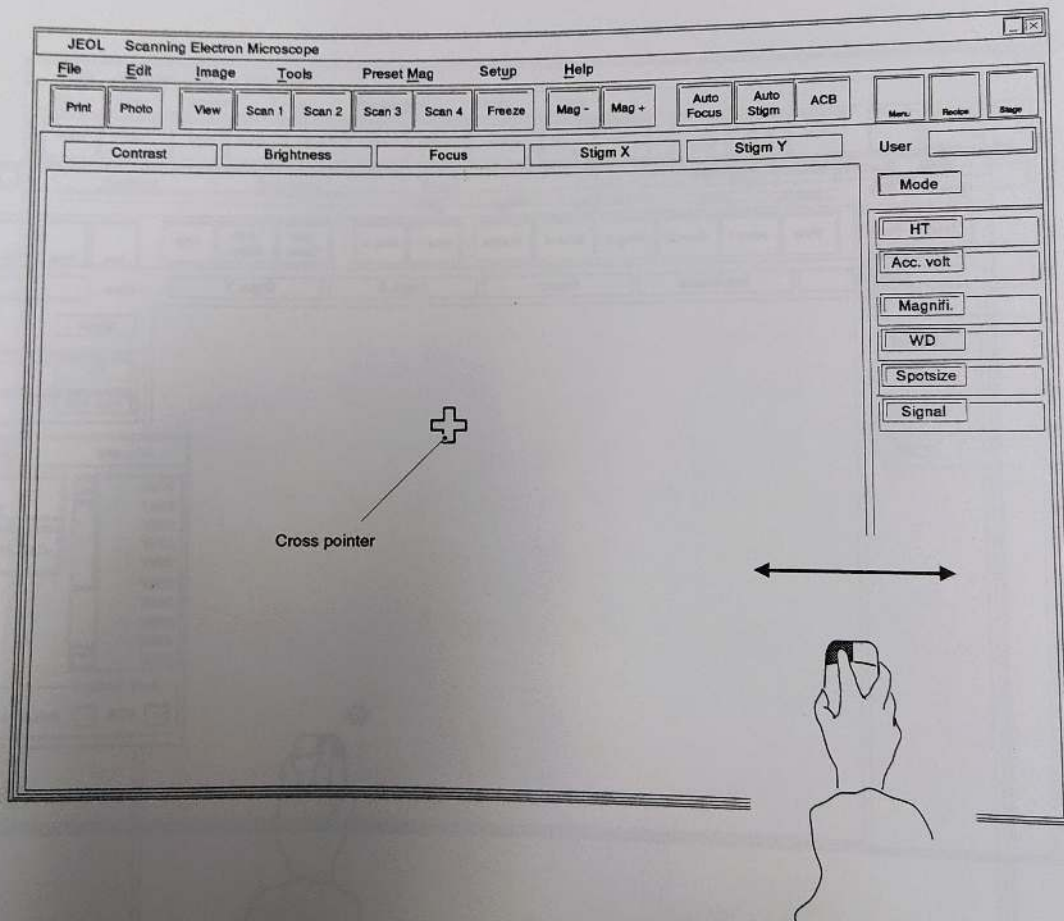 JEOL Scanning Electron Microscope
File Edit Image Tools Preset Mag Setup Help
Print Photo View Scan 1 Scan 2 Scan 3 Scan 4 Freeze Mag - Mag + Auto Focus Auto Stigm ACB Menu Recipe Stage
Contrast Brightness Focus Stigm X Stigm Y User
Mode
HT
Acc. volt
Magnifi.
WD
Spotsize
Signal
Cross pointer